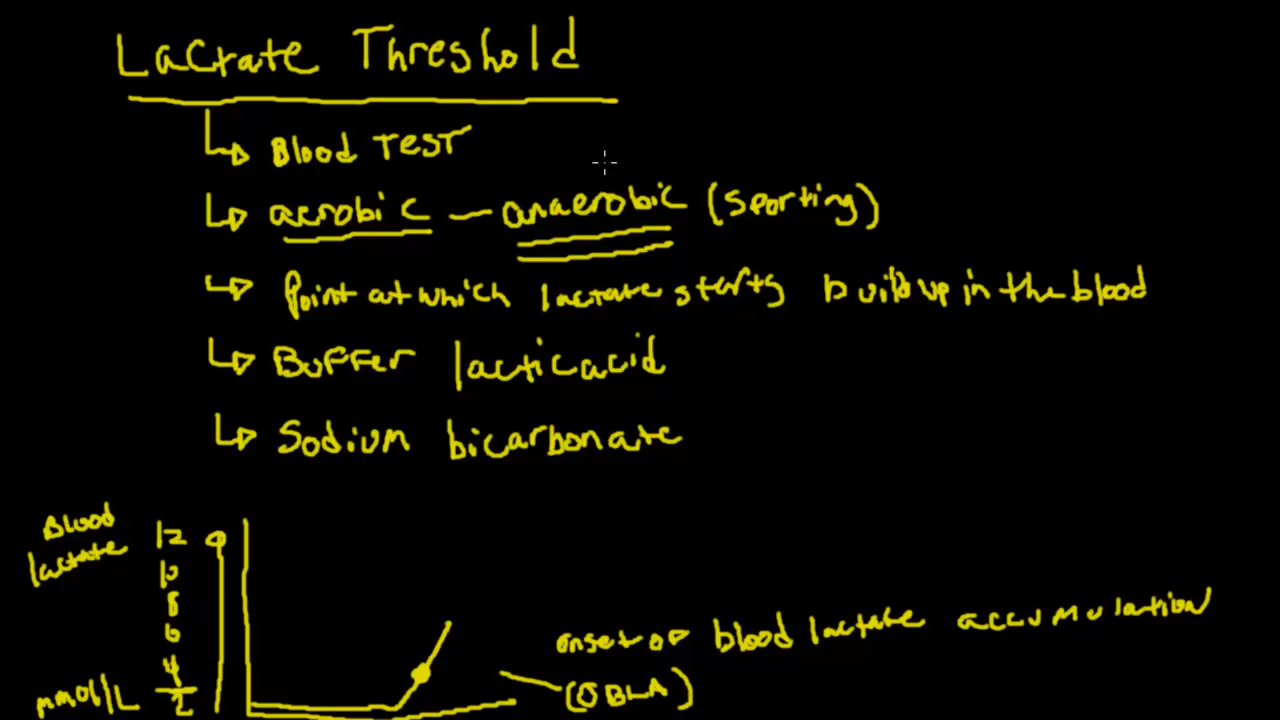 Lactate Threshold
Blood TEST
aerobic – anaerobic (sporting)
Point at which lactate starts build up in the blood
Buffer lactic acid
Sodium bicarbonate
Blood
lactate
12
10
8
6
4
2
mmol/L
onset of blood lactate accumulation
(OBLA)